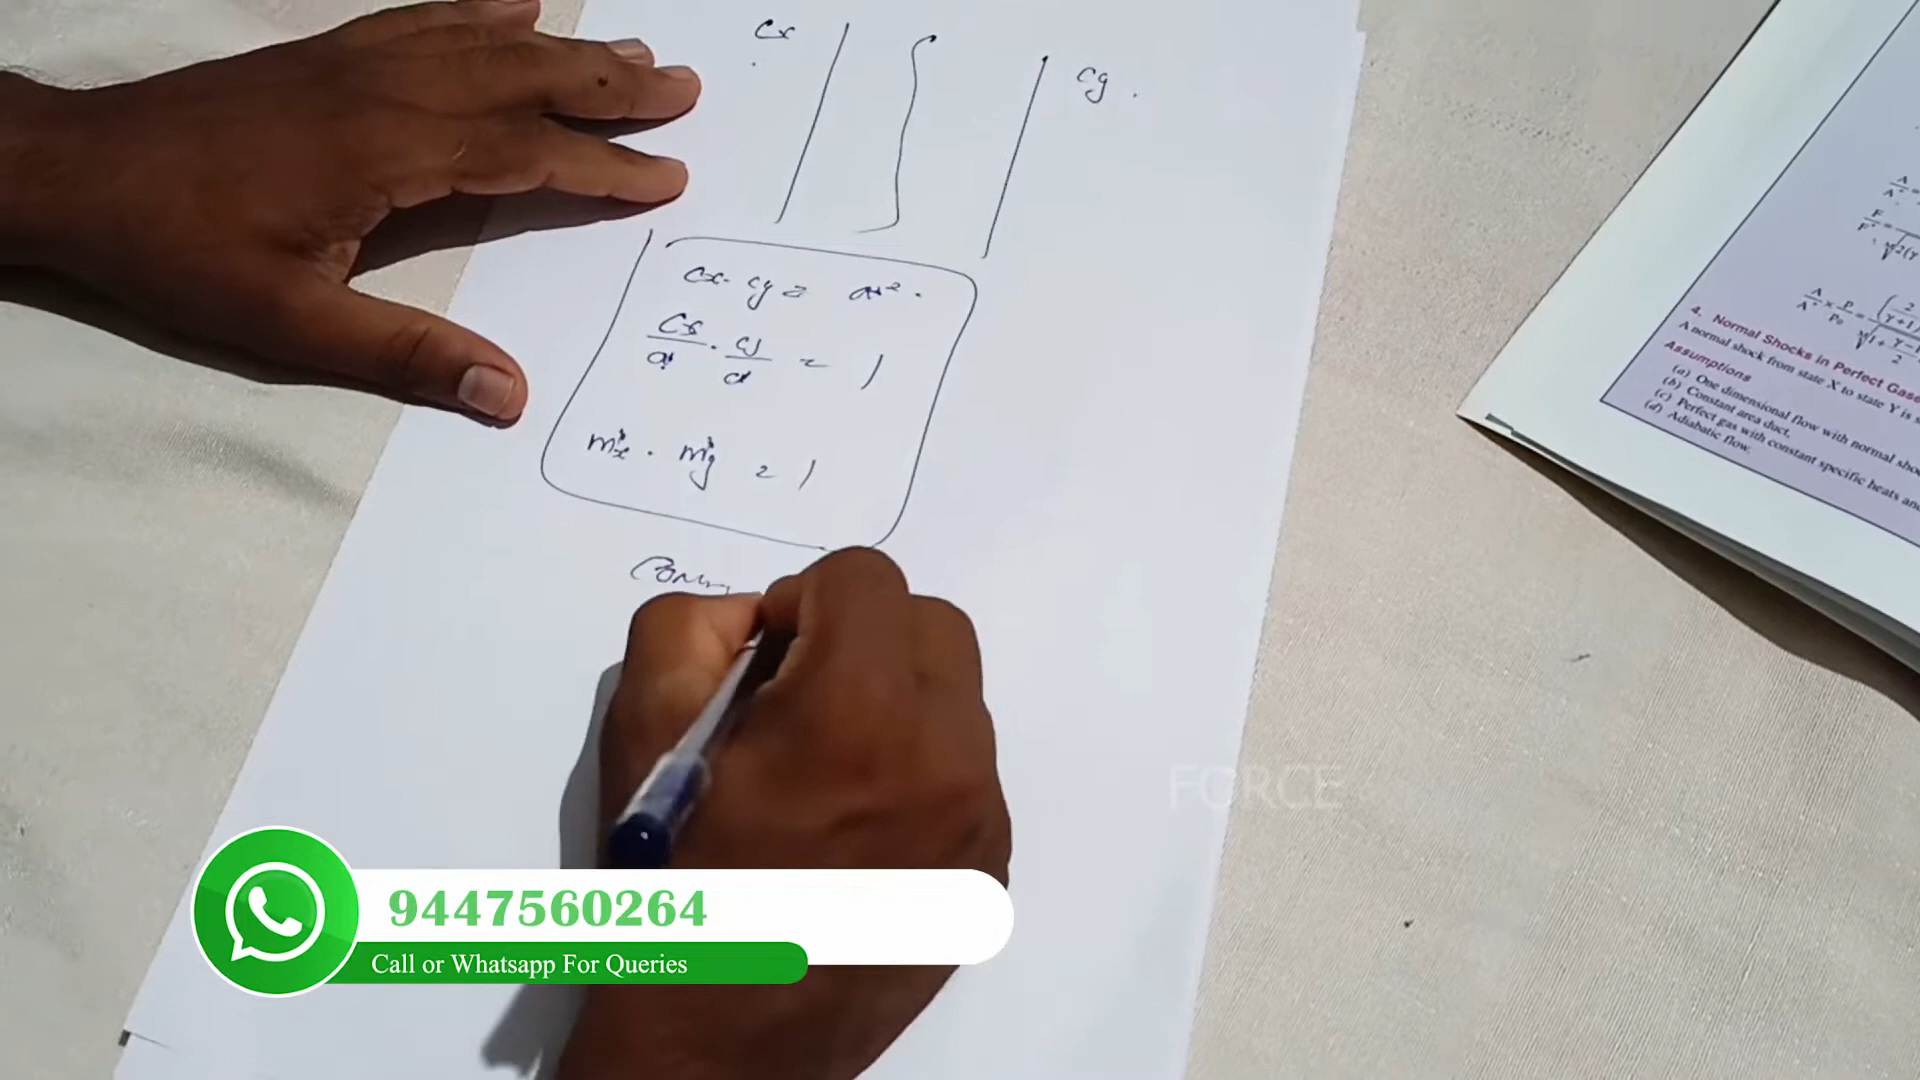 Cx
Cy .
Cx. Cy = a*² .
Cx/a* . Cy/a* = 1
M*x . M*y = 1
FORCE
9447560264
Call or Whatsapp For Queries
4. Normal Shocks in Perfect Gase
A normal shock from state X to state Y is
Assumptions
(a) One dimensional flow with normal sho
(b) Constant area duct,
(c) Perfect gas with constant specific heats an
(d) Adiabatic flow.